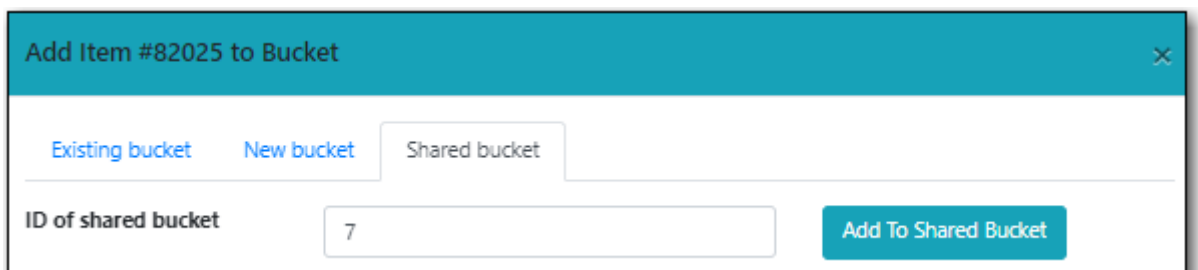 Add Item #82025 to Bucket ×
Existing bucket New bucket Shared bucket
ID of shared bucket 7 Add To Shared Bucket